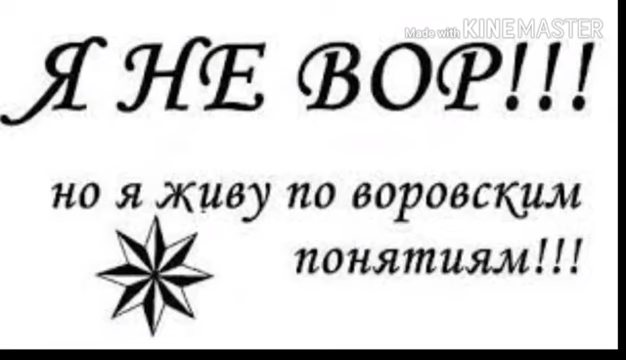 Made with KINEMASTER
Я НЕ ВОР!!!
но я живу по воровским
понятиям!!!